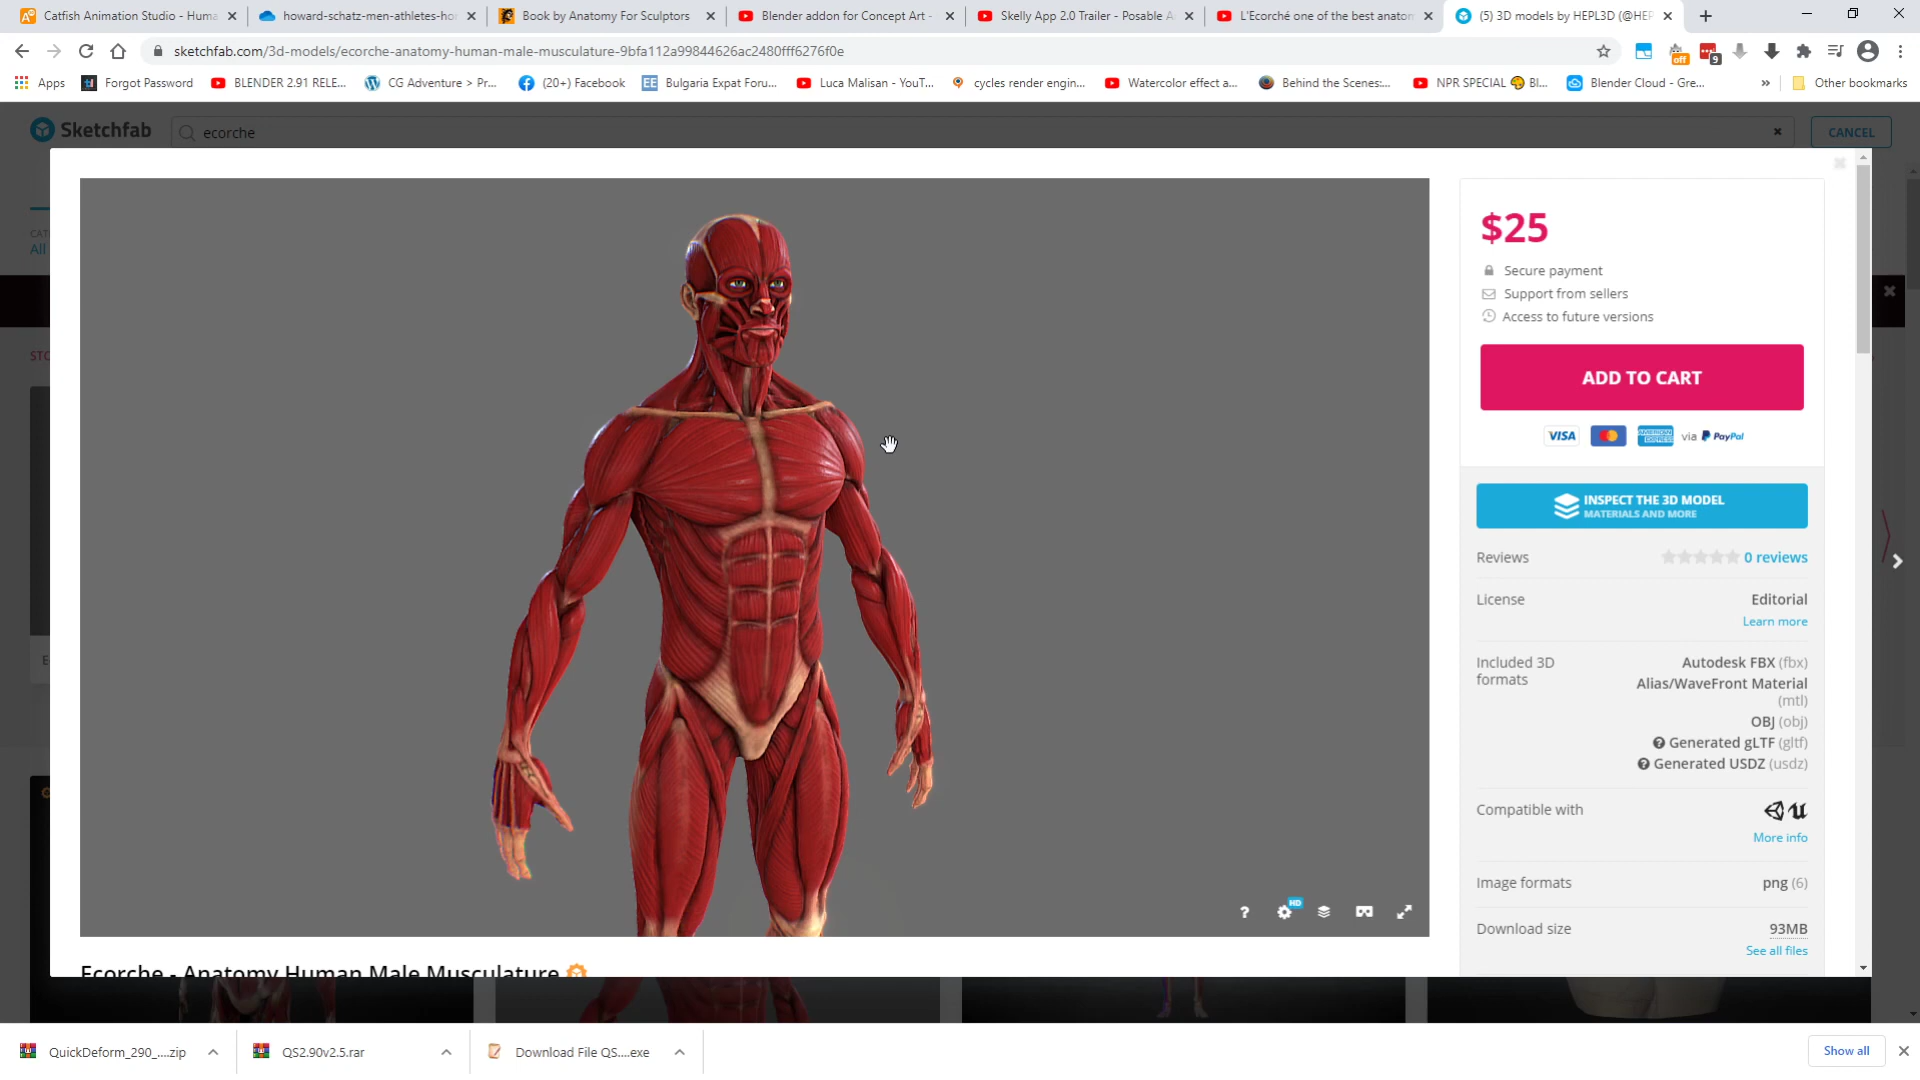 Catfish Animation Studio - Huma
howard-schatz-men-athletes-ho
Book by Anatomy For Sculptors
Blender addon for Concept Art -
Skelly App 2.0 Trailer - Posable A
L'Ecorché one of the best anaton
(5) 3D models by HEPL3D (@HEP
sketchfab.com/3d-models/ecorche-anatomy-human-male-musculature-9bfa112a99844626ac2480fff6276f0e
off
9
Apps
Forgot Password
BLENDER 2.91 RELE...
CG Adventure > Pr...
(20+) Facebook
Bulgaria Expat Foru...
Luca Malisan - YouT...
cycles render engin...
Watercolor effect a...
Behind the Scenes:...
NPR SPECIAL Bl...
Blender Cloud - Gre...
Other bookmarks
Sketchfab
ecorche
CANCEL
All
$25
Secure payment
Support from sellers
Access to future versions
ADD TO CART
VISA
AMERICAN EXPRESS
via PayPal
INSPECT THE 3D MODEL
MATERIALS AND MORE
Reviews
0 reviews
License
Editorial
Learn more
Included 3D
formats
Autodesk FBX (fbx)
Alias/WaveFront Material
(mtl)
OBJ (obj)
Generated gLTF (gltf)
Generated USDZ (usdz)
Compatible with
More info
Image formats
png (6)
Download size
93MB
See all files
? HD
Ecorche - Anatomy Human Male Musculature
QuickDeform_290_....zip
QS2.90v2.5.rar
Download File QS....exe
Show all